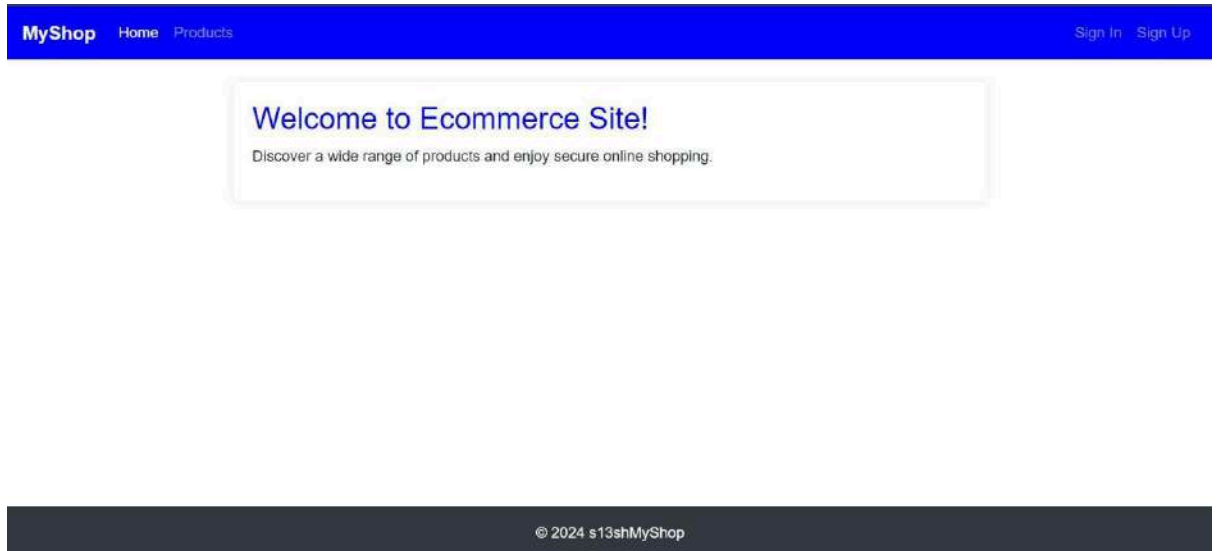 MyShop Home Products Sign In Sign Up
Welcome to Ecommerce Site!
Discover a wide range of products and enjoy secure online shopping.
© 2024 s13shMyShop